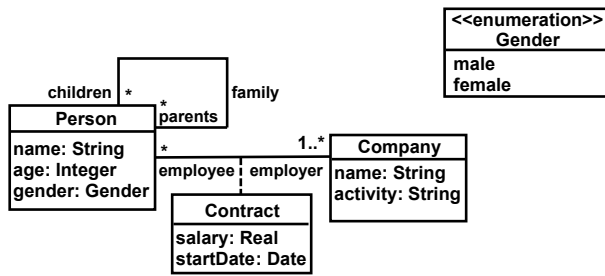 <<enumeration>>
Gender
male
female
children
*
family
*
parents
Person
name: String
age: Integer
gender: Gender
*
employee
1..*
employer
Company
name: String
activity: String
Contract
salary: Real
startDate: Date